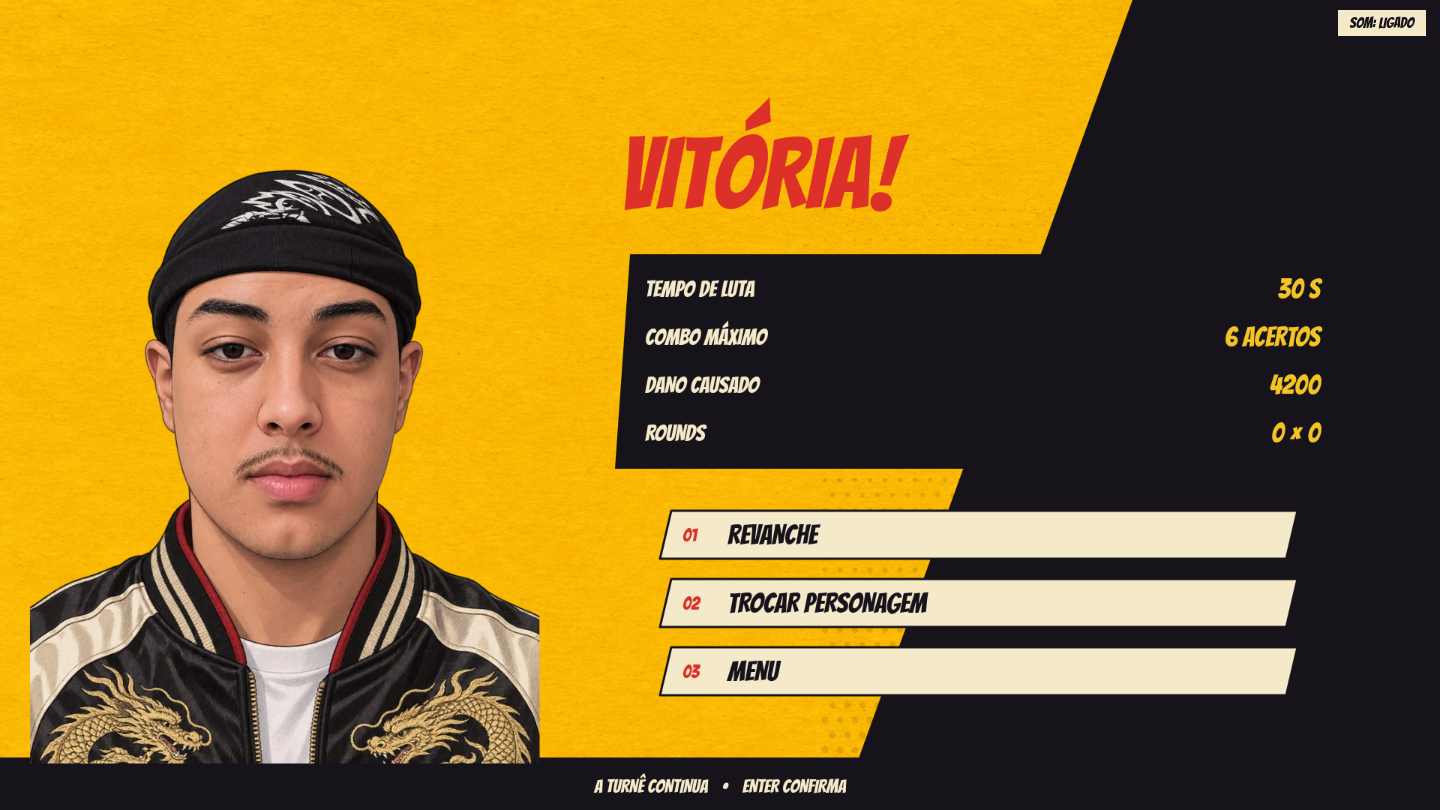 SOM: LIGADO
VITÓRIA!
TEMPO DE LUTA 30 S
COMBO MÁXIMO 6 ACERTOS
DANO CAUSADO 4200
ROUNDS 0 × 0
01 REVANCHE
02 TROCAR PERSONAGEM
03 MENU
A TURNÊ CONTINUA • ENTER CONFIRMA